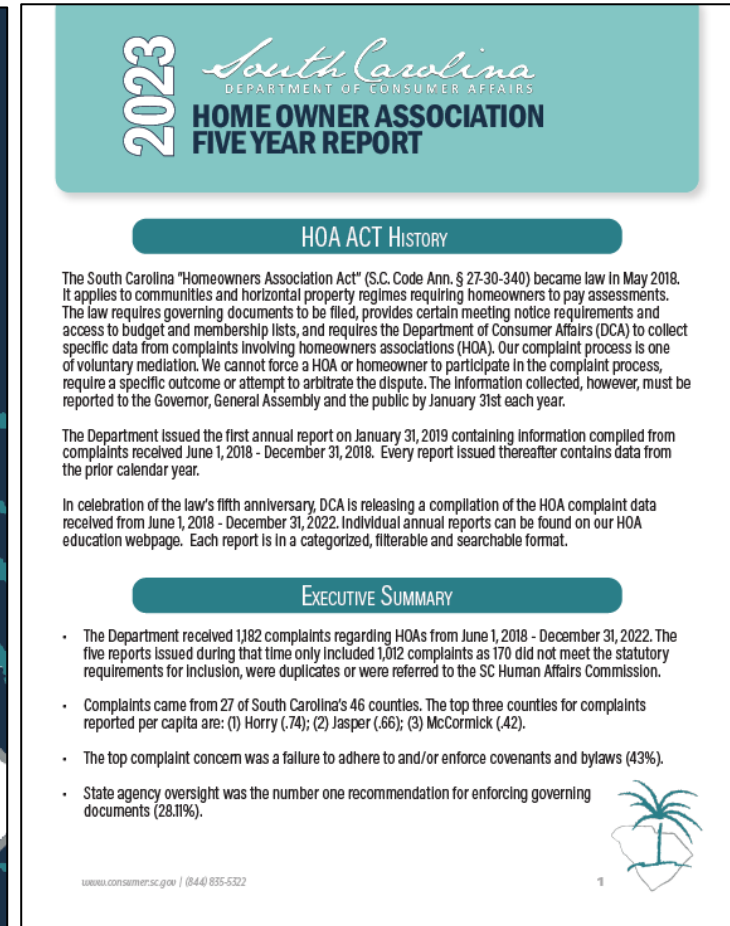 2023
South Carolina
DEPARTMENT OF CONSUMER AFFAIRS
HOME OWNER ASSOCIATION
FIVE YEAR REPORT
HOA ACT HISTORY
The South Carolina "Homeowners Association Act" (S.C. Code Ann. § 27-30-340) became law in May 2018.
It applies to communities and horizontal property regimes requiring homeowners to pay assessments.
The law requires governing documents to be filed, provides certain meeting notice requirements and
access to budget and membership lists, and requires the Department of Consumer Affairs (DCA) to collect
specific data from complaints involving homeowners associations (HOA). Our complaint process is one
of voluntary mediation. We cannot force a HOA or homeowner to participate in the complaint process,
require a specific outcome or attempt to arbitrate the dispute. The information collected, however, must be
reported to the Governor, General Assembly and the public by January 31st each year.
The Department issued the first annual report on January 31, 2019 containing information compiled from
complaints received June 1, 2018 - December 31, 2018. Every report issued thereafter contains data from
the prior calendar year.
In celebration of the law's fifth anniversary, DCA is releasing a compilation of the HOA complaint data
received from June 1, 2018 - December 31, 2022. Individual annual reports can be found on our HOA
education webpage. Each report is in a categorized, filterable and searchable format.
EXECUTIVE SUMMARY
• The Department received 1,182 complaints regarding HOAs from June 1, 2018 - December 31, 2022. The
five reports issued during that time only included 1,012 complaints as 170 did not meet the statutory
requirements for inclusion, were duplicates or were referred to the SC Human Affairs Commission.
• Complaints came from 27 of South Carolina's 46 counties. The top three counties for complaints
reported per capita are: (1) Horry (.74); (2) Jasper (.66); (3) McCormick (.42).
• The top complaint concern was a failure to adhere to and/or enforce covenants and bylaws (43%).
• State agency oversight was the number one recommendation for enforcing governing
documents (28.11%).
www.consumer.sc.gov | (844) 835-5322
1